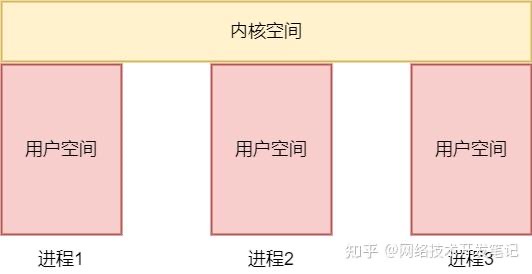 内核空间
用户空间
用户空间
用户空间
进程1
进程2
进程3
知乎 @网络技术开发笔记